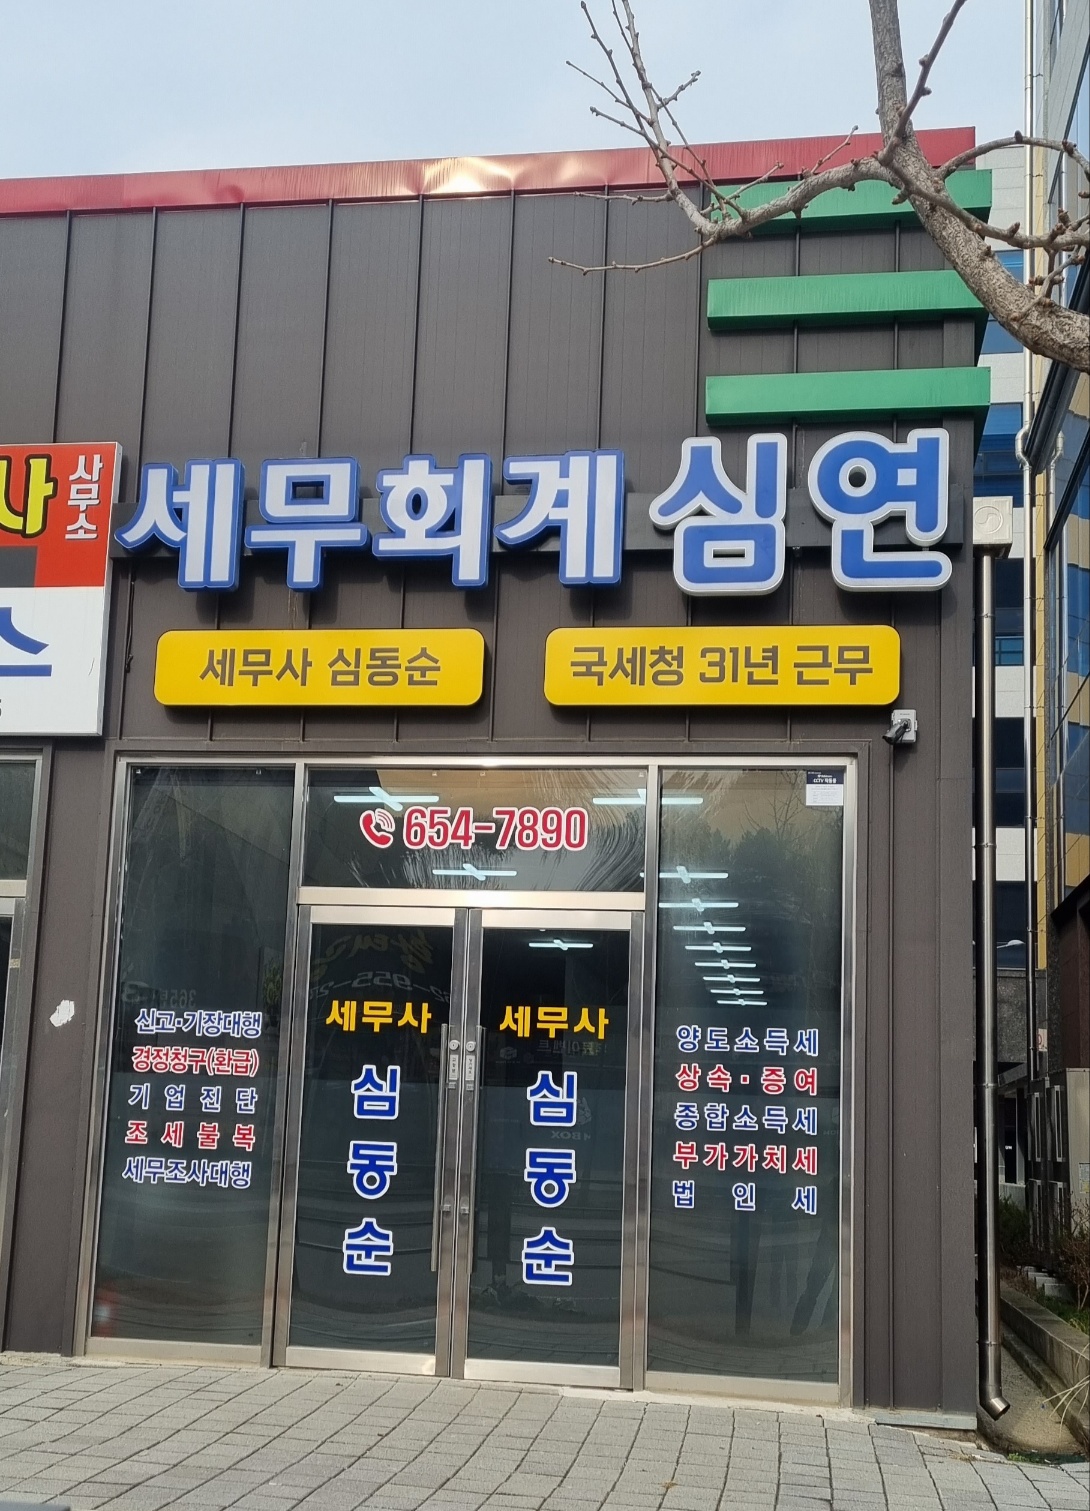 사
사무소
스
세무회계 심연
세무사 심동순
국세청 31년 근무
654-7890
신고·기장대행
경정청구(환급)
기업진단
조세불복
세무조사대행
세무사
심
동
순
세무사
심
동
순
양도소득세
상속·증여
종합소득세
부가가치세
법인세